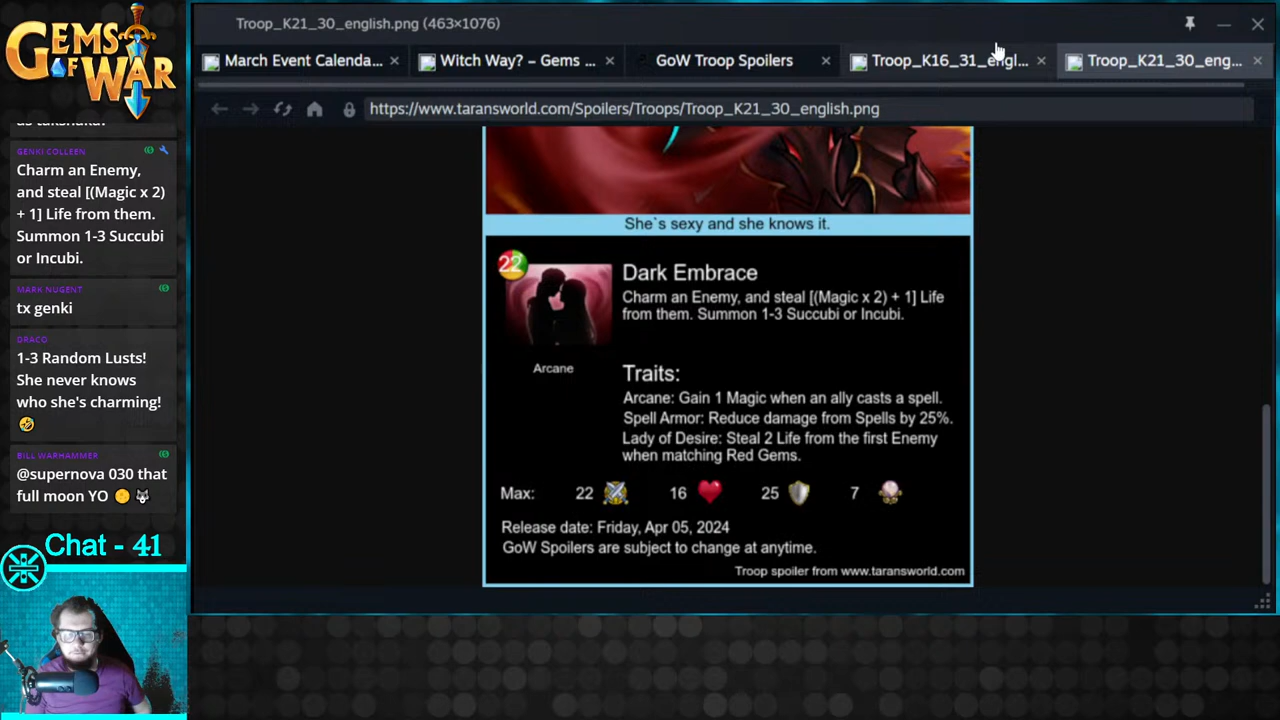 GEMS
OF
WAR
Troop_K21_30_english.png (463×1076)
March Event Calenda...
Witch Way? – Gems ...
GoW Troop Spoilers
Troop_K16_31_engl...
Troop_K21_30_eng...
https://www.taransworld.com/Spoilers/Troops/Troop_K21_30_english.png
GENKI COLLEEN
Charm an Enemy,
and steal [(Magic x 2)
+ 1] Life from them.
Summon 1-3 Succubi
or Incubi.
MARK NUGENT
tx genki
DRACO
1-3 Random Lusts!
She never knows
who she's charming!
BILL WARHAMMER
@supernova 030 that
full moon YO
Chat - 41
She`s sexy and she knows it.
22
Dark Embrace
Charm an Enemy, and steal [(Magic x 2) + 1] Life
from them. Summon 1-3 Succubi or Incubi.
Arcane
Traits:
Arcane: Gain 1 Magic when an ally casts a spell.
Spell Armor: Reduce damage from Spells by 25%.
Lady of Desire: Steal 2 Life from the first Enemy
when matching Red Gems.
Max: 22 16 25 7
Release date: Friday, Apr 05, 2024
GoW Spoilers are subject to change at anytime.
Troop spoiler from www.taransworld.com